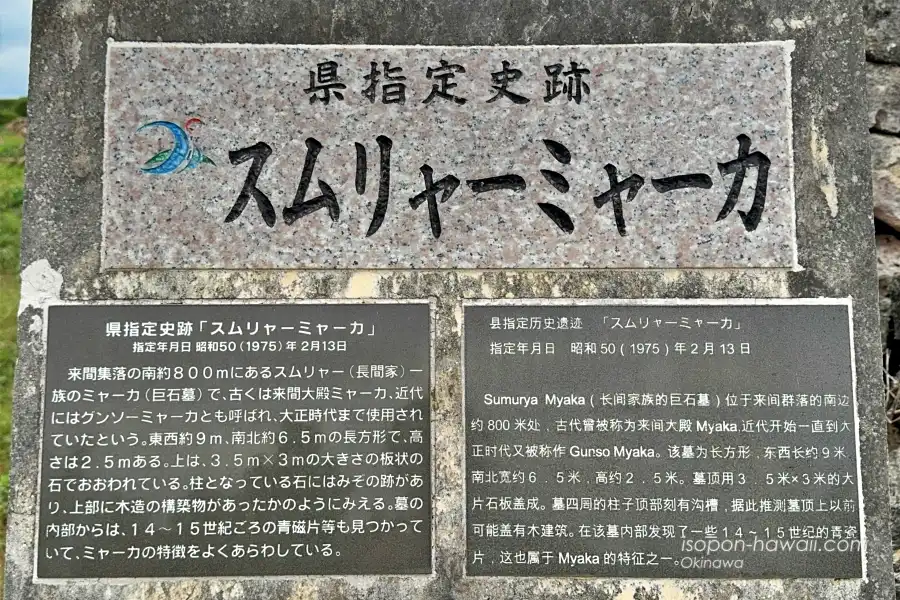 県指定史跡
スムリャーミャーカ
県指定史跡「スムリャーミャーカ」
指定年月日 昭和50(1975)年2月13日
来間集落の南約800mにあるスムリャー(長間家)一
族のミャーカ(巨石墓)で、古くは来間大殿ミャーカ、近代
にはグンソーミャーカとも呼ばれ、大正時代まで使用され
ていたという。東西約9m、南北約6.5mの長方形で、高
さは2.5mある。上は、3.5m×3mの大きさの板状の
石でおおわれている。柱となっている石にはみぞの跡があ
り、上部に木造の構築物があったかのようにみえる。墓の
内部からは、14~15世紀ごろの青磁片等も見つかって
いて、ミャーカの特徴をよくあらわしている。
县指定历史遗迹 「スムリャーミャーカ」
指定年月日 昭和50(1975)年2月13日
Sumurya Myaka(长间家族的巨石墓)位于来间群落的南边
约800米处、古代曾被称为来间大殿Myaka,近代开始一直到大
正时代又被称作Gunso Myaka。该墓为长方形，东西长约9米，
南北宽约6.5米，高约2.5米。墓顶用3.5米×3米的大
片石板盖成。墓四周的柱子顶部刻有沟槽，据此推测墓顶上以前
可能盖有木建筑。在该墓内部发现了一些14~15世纪的青瓷
片，这也属于Myaka的特征之一。
isopon-hawaii.com
Okinawa